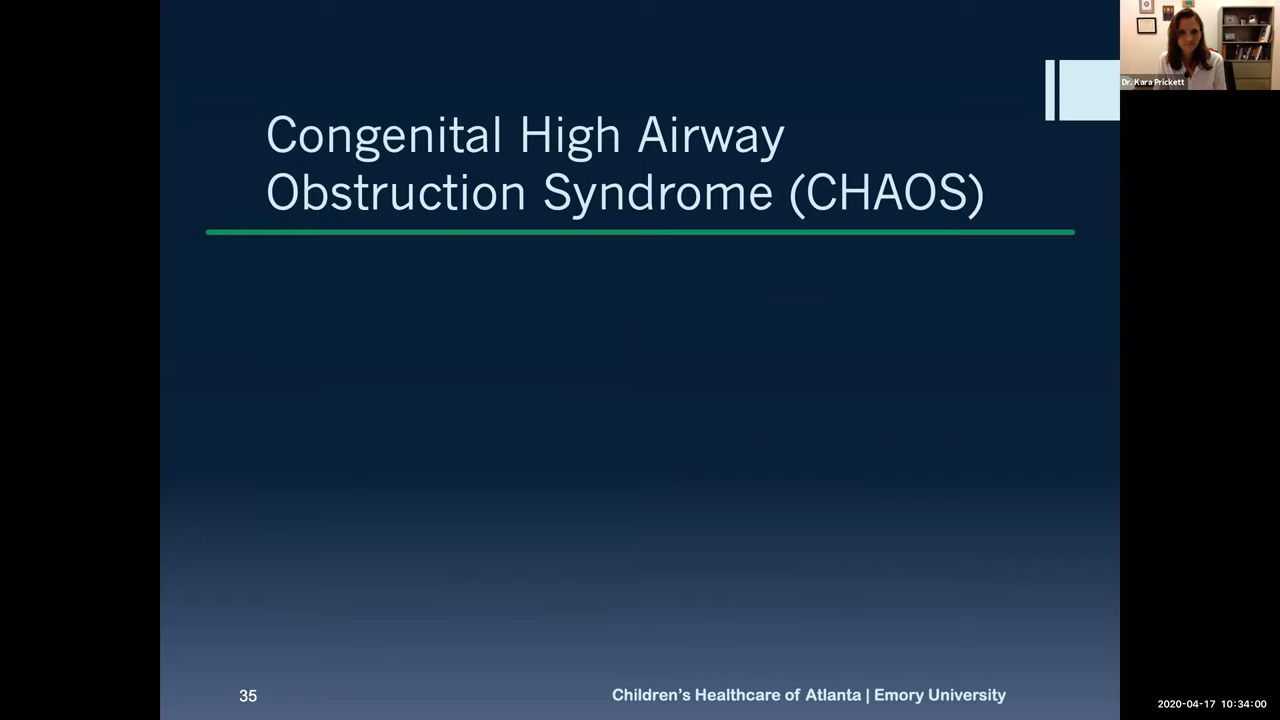 Congenital High Airway
Obstruction Syndrome (CHAOS)
Dr. Kara Prickett
35
Children's Healthcare of Atlanta | Emory University
2020-04-17 10:34:00